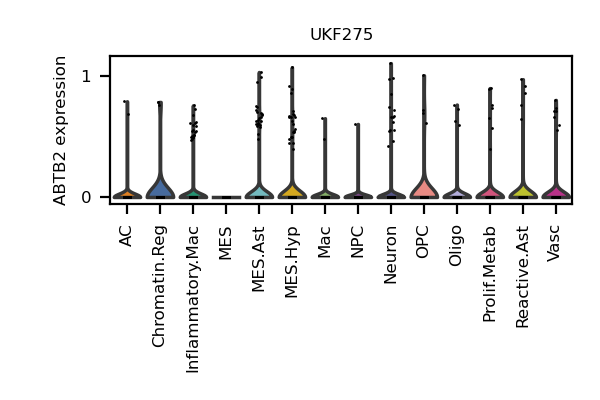 UKF275
ABTB2 expression
1
0
AC
Chromatin.Reg
Inflammatory.Mac
MES
MES.Ast
MES.Hyp
Mac
NPC
Neuron
OPC
Oligo
Prolif.Metab
Reactive.Ast
Vasc